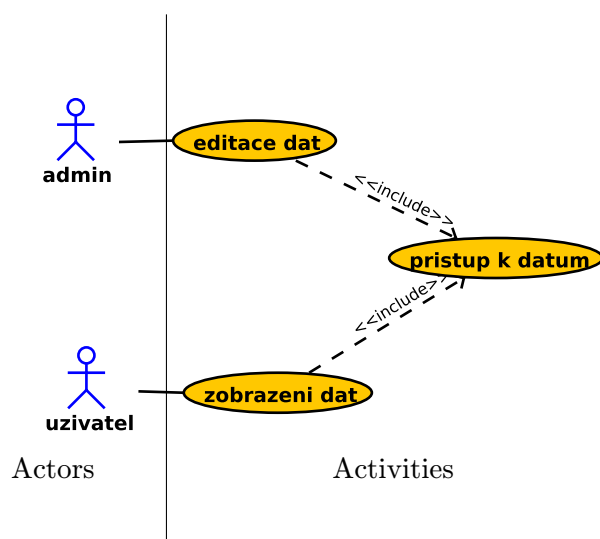 editace dat
admin
<<include>>
pristup k datum
<<include>>
zobrazeni dat
uzivatel
Actors
Activities